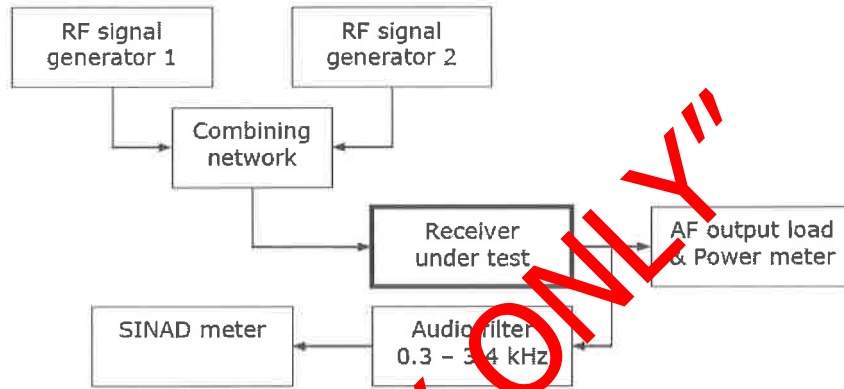 RF signal
generator 1
RF signal
generator 2
Combining
network
Receiver
under test
AF output load
& Power meter
SINAD meter
Audio filter
0.3 – 3.4 kHz
ONLY”